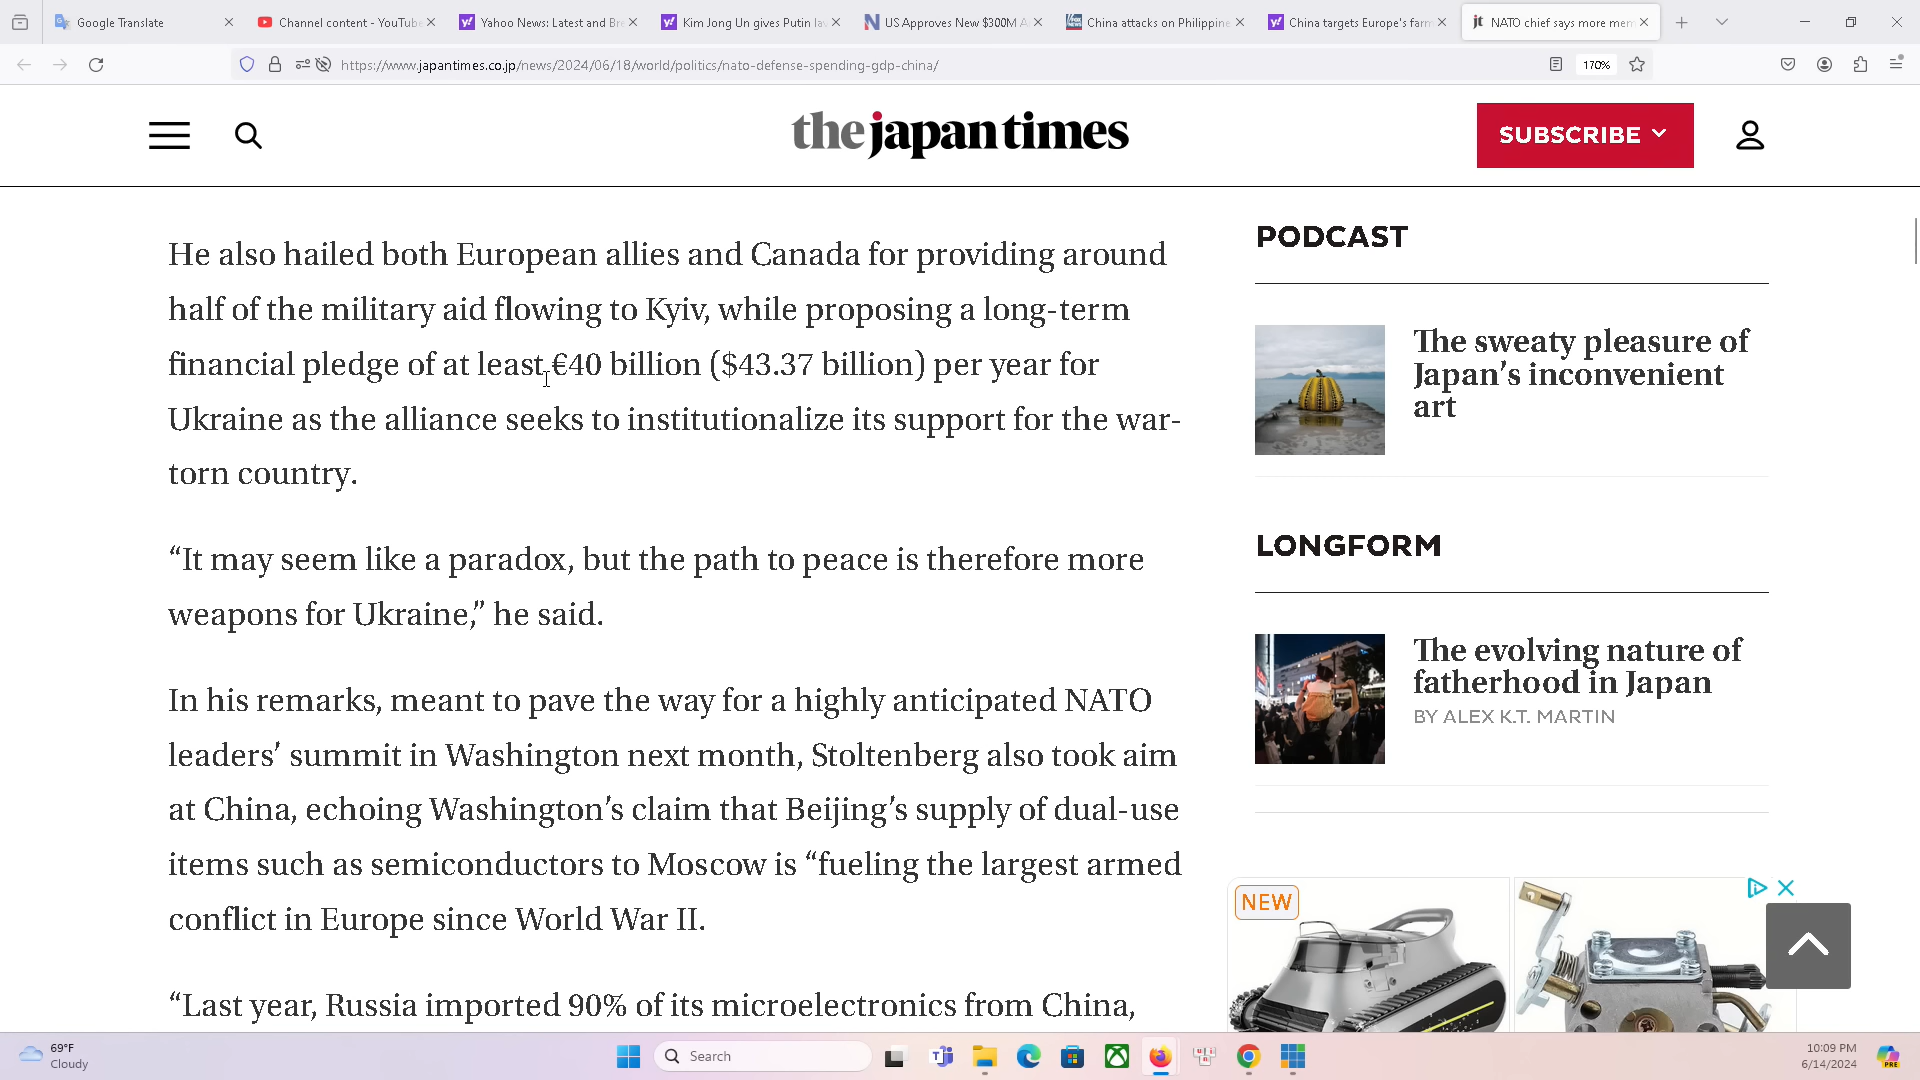 Google Translate
Channel content - YouTube
Yahoo News: Latest and Bre
Kim Jong Un gives Putin la
US Approves New $300M A
China attacks on Philippine
China targets Europe's farm
NATO chief says more mem
https://www.japantimes.co.jp/news/2024/06/18/world/politics/nato-defense-spending-gdp-china/
170%
the japan times
SUBSCRIBE
He also hailed both European allies and Canada for providing around
half of the military aid flowing to Kyiv, while proposing a long-term
financial pledge of at least €40 billion ($43.37 billion) per year for
Ukraine as the alliance seeks to institutionalize its support for the war-
torn country.
“It may seem like a paradox, but the path to peace is therefore more
weapons for Ukraine,” he said.
In his remarks, meant to pave the way for a highly anticipated NATO
leaders’ summit in Washington next month, Stoltenberg also took aim
at China, echoing Washington’s claim that Beijing’s supply of dual-use
items such as semiconductors to Moscow is “fueling the largest armed
conflict in Europe since World War II.
“Last year, Russia imported 90% of its microelectronics from China,
PODCAST
The sweaty pleasure of
Japan’s inconvenient
art
LONGFORM
The evolving nature of
fatherhood in Japan
BY ALEX K.T. MARTIN
NEW
69°F
Cloudy
Search
10:09 PM
6/14/2024